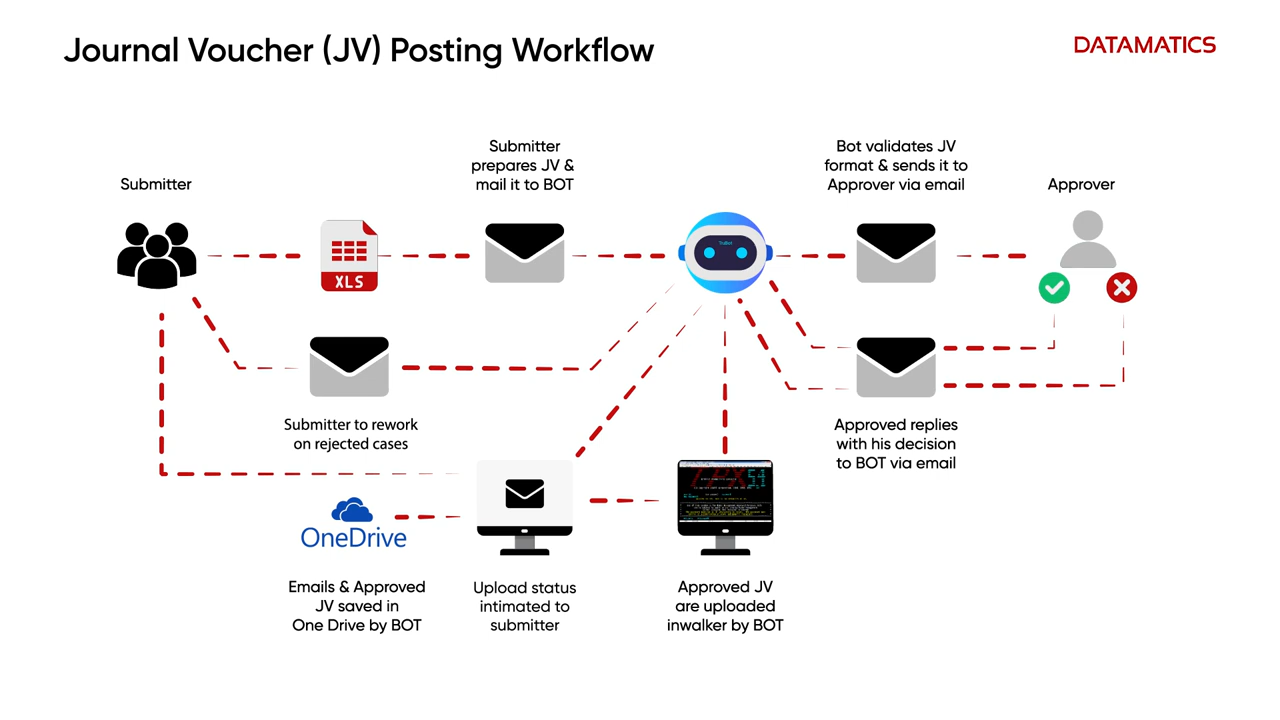 Journal Voucher (JV) Posting Workflow
DATAMATICS
Submitter
Submitter
prepares JV &
mail it to BOT
Bot validates JV
format & sends it to
Approver via email
Approver
XLS
TruBot
Submitter to rework
on rejected cases
Approved replies
with his decision
to BOT via email
OneDrive
Emails & Approved
JV saved in
One Drive by BOT
Upload status
intimated to
submitter
Approved JV
are uploaded
inwalker by BOT